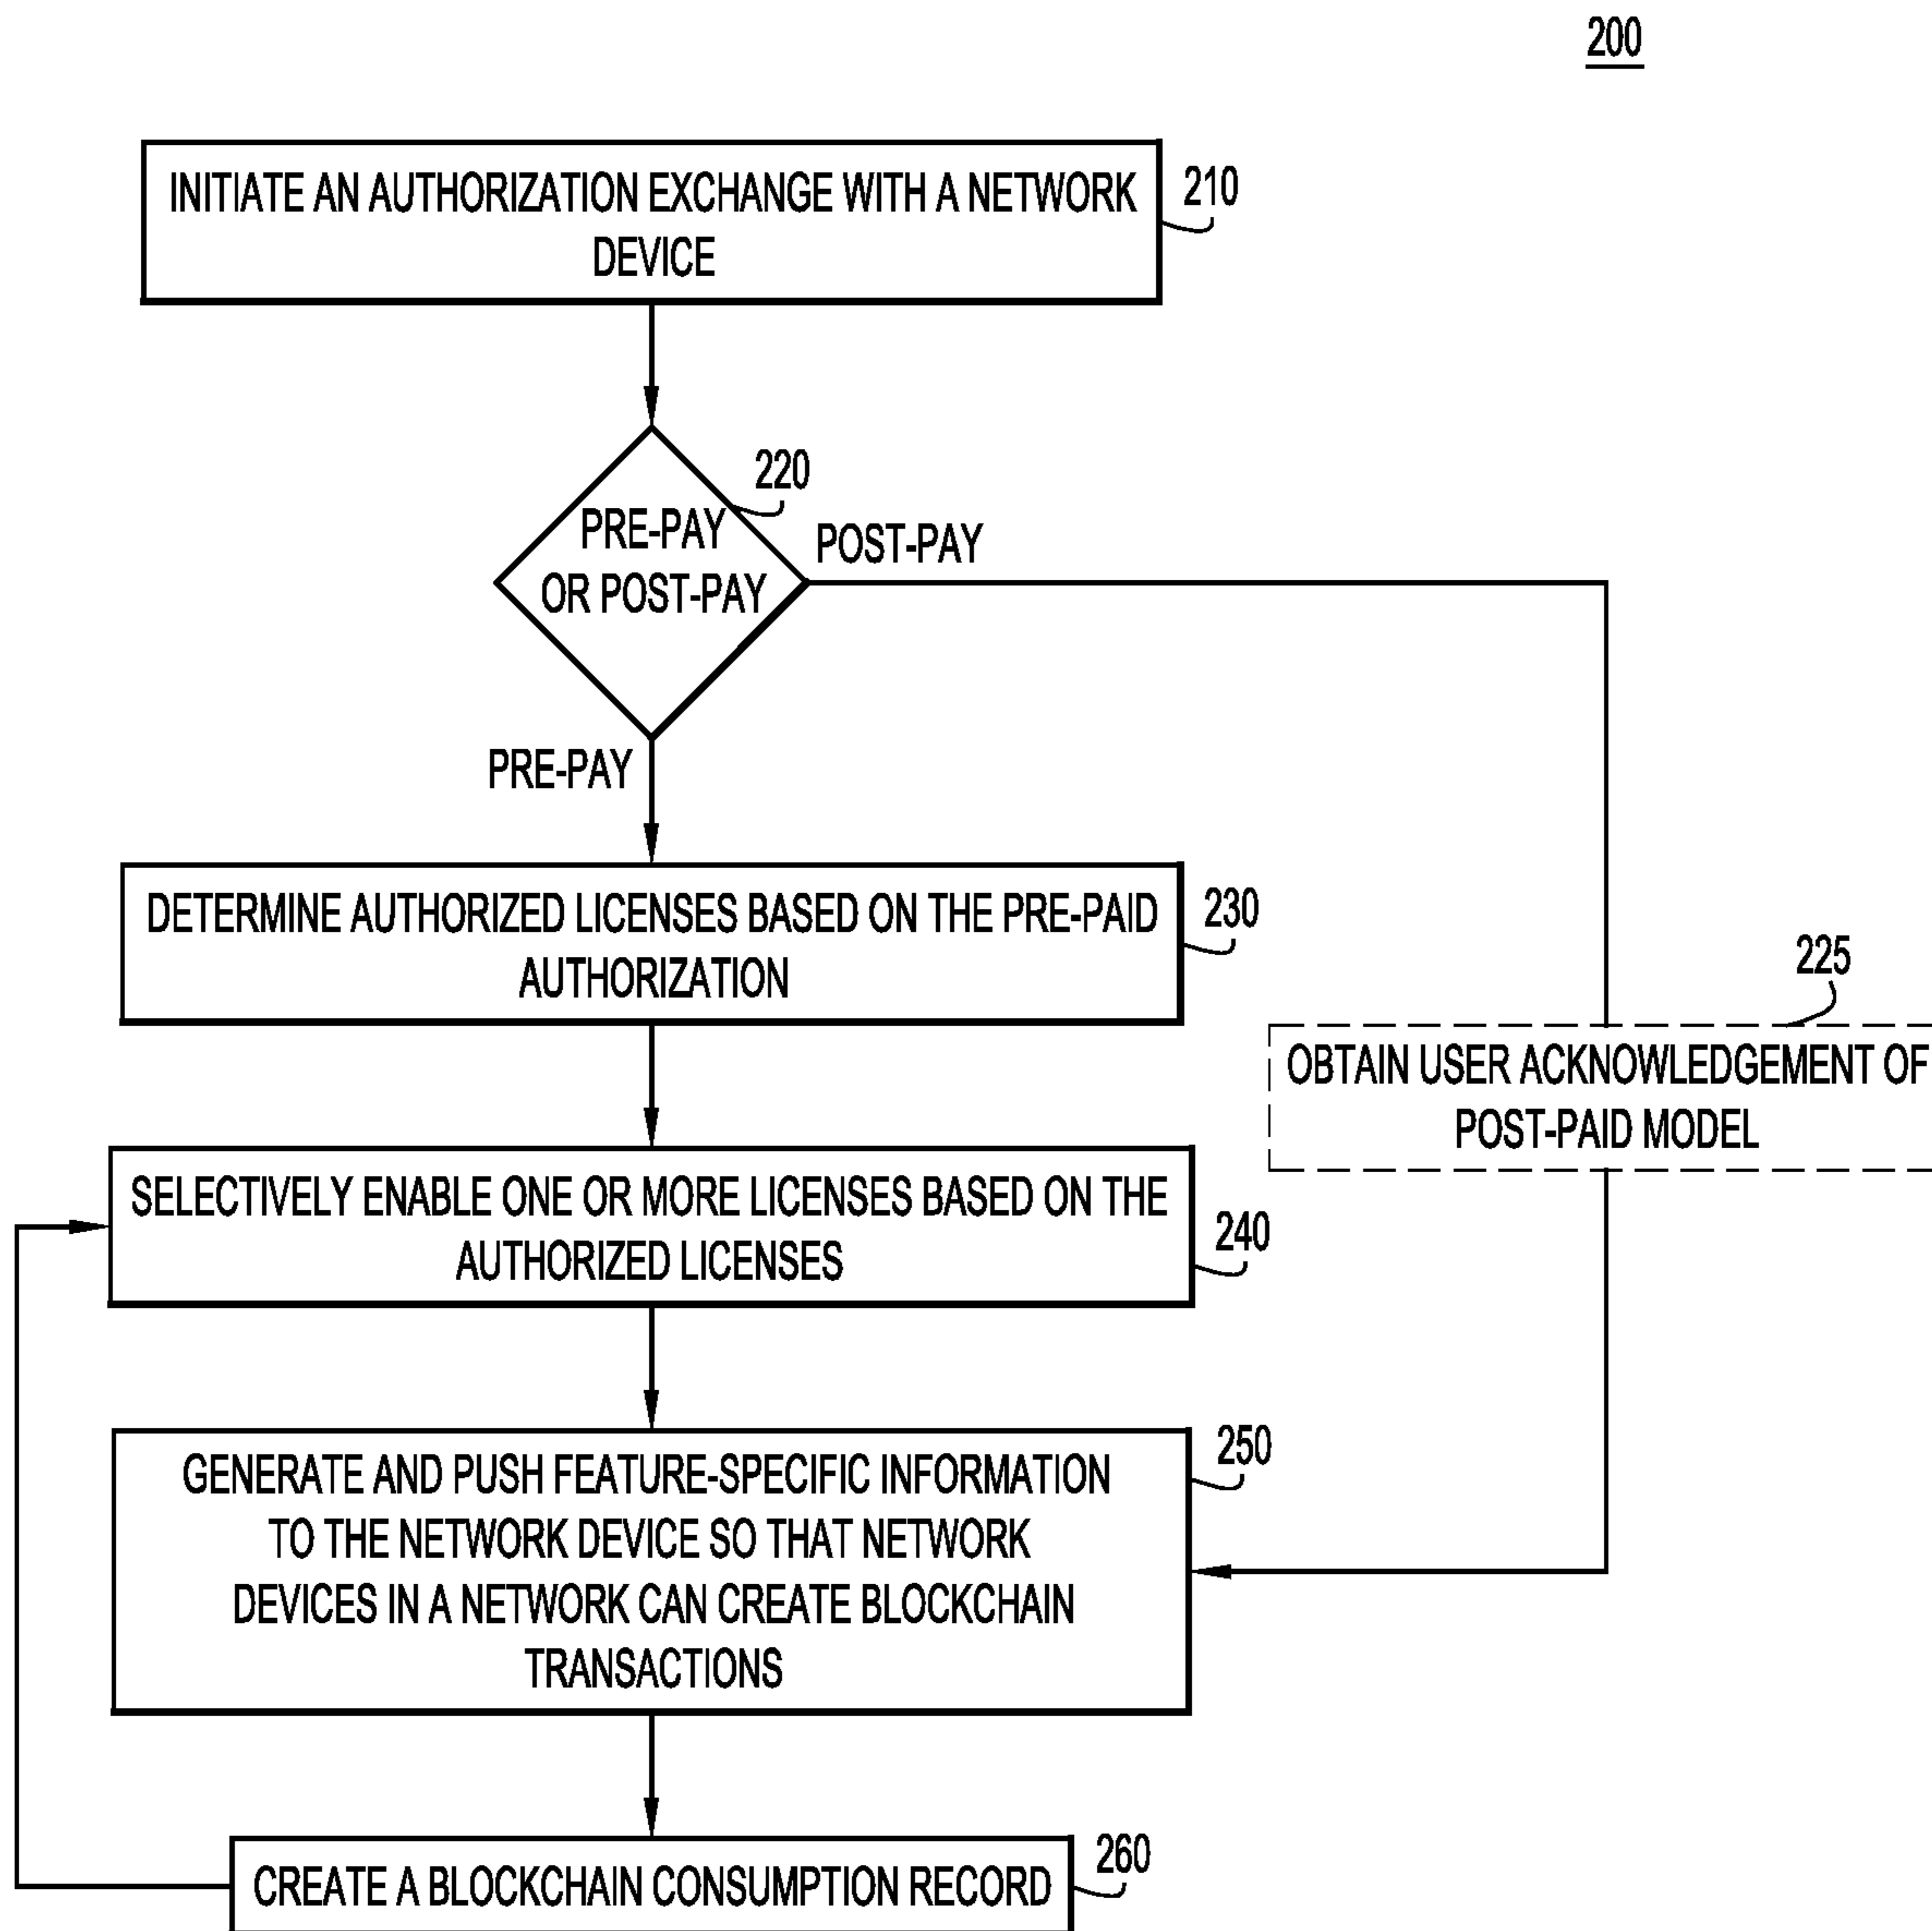 200
INITIATE AN AUTHORIZATION EXCHANGE WITH A NETWORK
DEVICE
210
220
PRE-PAY
OR POST-PAY
POST-PAY
PRE-PAY
DETERMINE AUTHORIZED LICENSES BASED ON THE PRE-PAID
AUTHORIZATION
230
225
OBTAIN USER ACKNOWLEDGEMENT OF
POST-PAID MODEL
SELECTIVELY ENABLE ONE OR MORE LICENSES BASED ON THE
AUTHORIZED LICENSES
240
GENERATE AND PUSH FEATURE-SPECIFIC INFORMATION
TO THE NETWORK DEVICE SO THAT NETWORK
DEVICES IN A NETWORK CAN CREATE BLOCKCHAIN
TRANSACTIONS
250
CREATE A BLOCKCHAIN CONSUMPTION RECORD
260